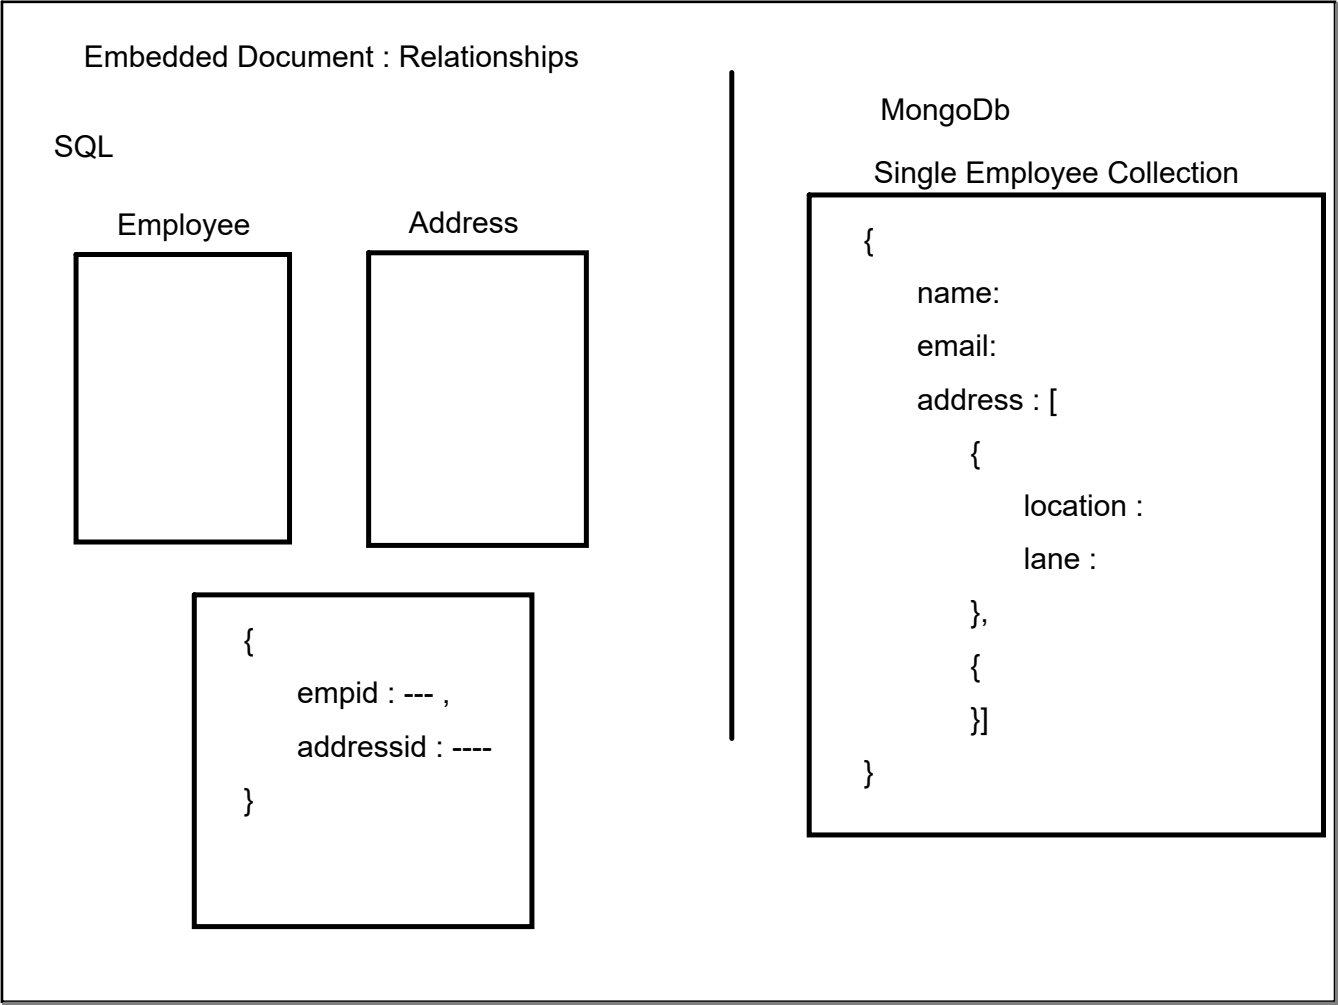 Embedded Document : Relationships
SQL
Employee
Address
{
empid : --- ,
addressid : ----
}
MongoDb
Single Employee Collection
{
name:
email:
address : [
{
location :
lane :
},
{
}]
}